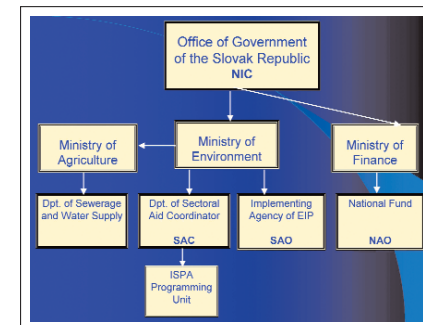 Office of Government
of the Slovak Republic
NIC
Ministry of
Agriculture
Ministry of
Environment
Ministry of
Finance
Dpt. of Sewerage
and Water Supply
Dpt. of Sectoral
Aid Coordinator
SAC
Implementing
Agency of EIP
SAO
National Fund
NAO
ISPA
Programming
Unit